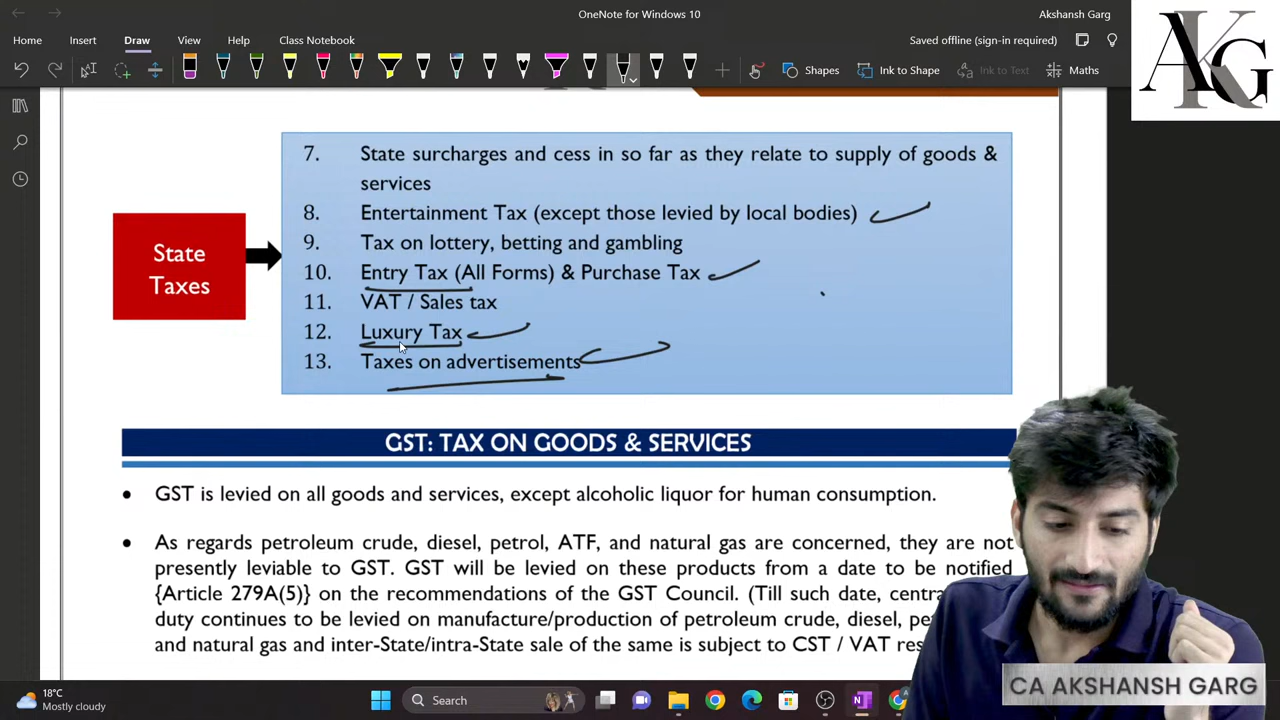 OneNote for Windows 10
Akshansh Garg
Home Insert Draw View Help Class Notebook
Saved offline (sign-in required)
Shapes Ink to Shape Ink to Text Maths
AKG
7. State surcharges and cess in so far as they relate to supply of goods &
services
8. Entertainment Tax (except those levied by local bodies)
9. Tax on lottery, betting and gambling
State
Taxes
10. Entry Tax (All Forms) & Purchase Tax
11. VAT / Sales tax
12. Luxury Tax
13. Taxes on advertisements
GST: TAX ON GOODS & SERVICES
• GST is levied on all goods and services, except alcoholic liquor for human consumption.
• As regards petroleum crude, diesel, petrol, ATF, and natural gas are concerned, they are not
presently leviable to GST. GST will be levied on these products from a date to be notified
{Article 279A(5)} on the recommendations of the GST Council. (Till such date,
duty continues to be levied on manufacture/production of petroleum crude, diesel,
and natural gas and inter-State/intra-State sale of the same is subject to CST / VAT
CA AKSHANSH GARG
18°C
Mostly cloudy
Search